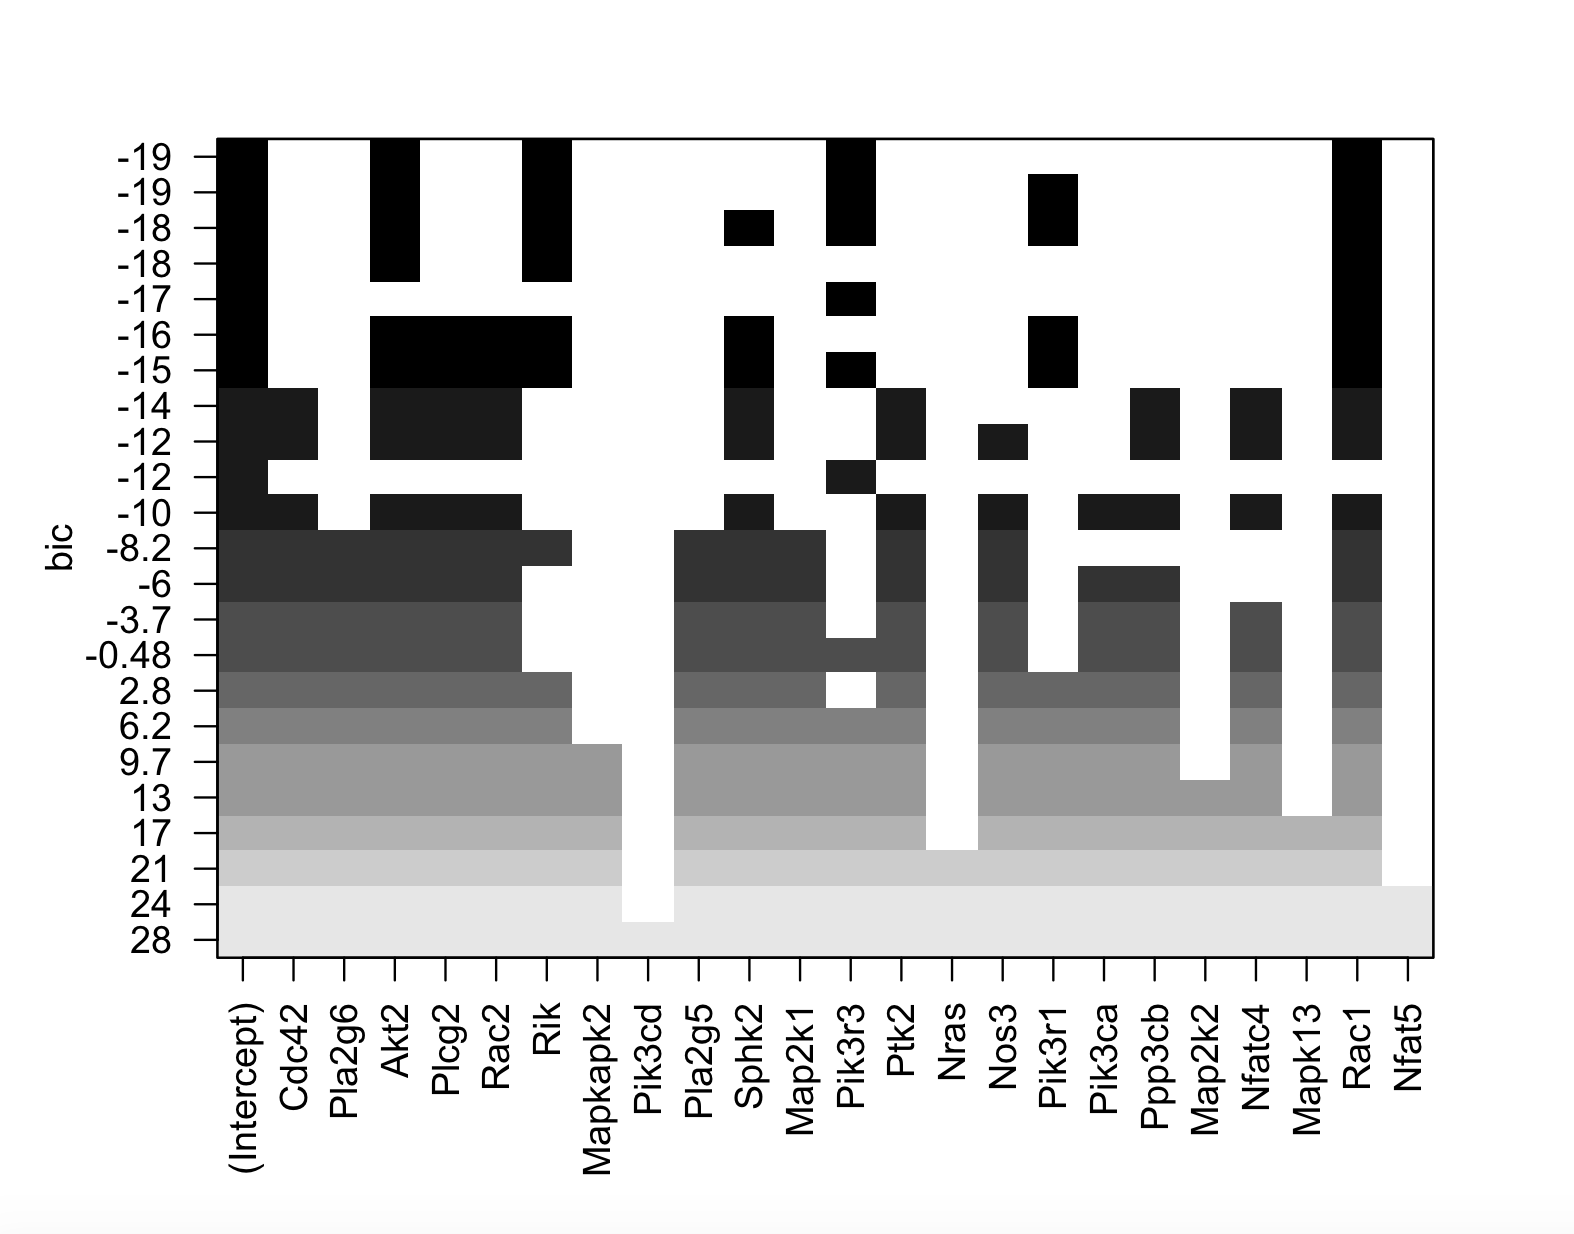 -19
-19
-18
-18
-17
-16
-15
-14
-12
-12
-10
-8.2
-6
-3.7
-0.48
2.8
6.2
9.7
13
17
21
24
28
bic
(Intercept)
Cdc42
Pla2g6
Akt2
Plcg2
Rac2
Rik
Mapkapk2
Pik3cd
Pla2g5
Sphk2
Map2k1
Pik3r3
Ptk2
Nras
Nos3
Pik3r1
Pik3ca
Ppp3cb
Map2k2
Nfatc4
Mapk13
Rac1
Nfat5